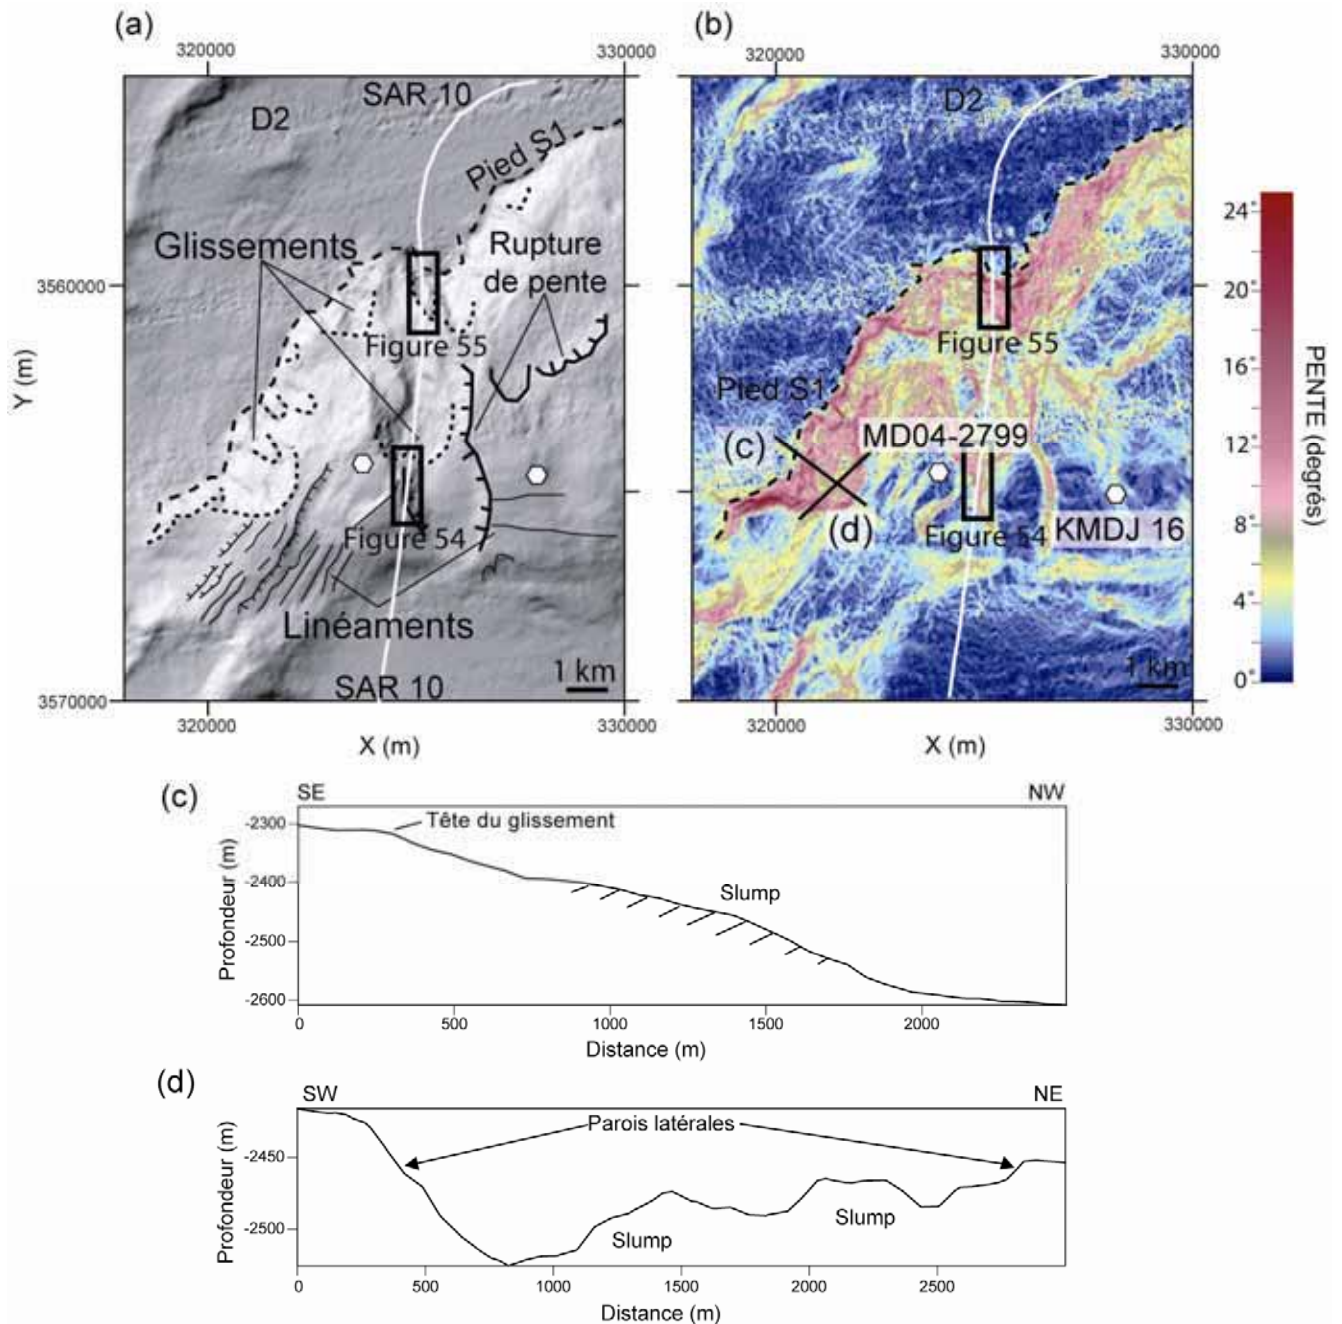 (a)
320000
330000
D2
SAR 10
Pied S1
Glissements
Rupture
de pente
3560000
Figure 55
Y (m)
Figure 54
Linéaments
SAR 10
1 km
3570000
320000
330000
X (m)
(b)
320000
330000
D2
Figure 55
Pied S1
(c)
MD04-2799
(d)
Figure 54
KMDJ 16
1 km
320000
330000
X (m)
24°
20°
16°
12°
8°
4°
0°
PENTE (degrés)
(c)
SE
NW
Tête du glissement
-2300
-2400
-2500
-2600
Profondeur (m)
Slump
0
500
1000
1500
2000
Distance (m)
(d)
SW
NE
Parois latérales
-2450
-2500
Profondeur (m)
Slump
Slump
0
500
1000
1500
2000
2500
Distance (m)